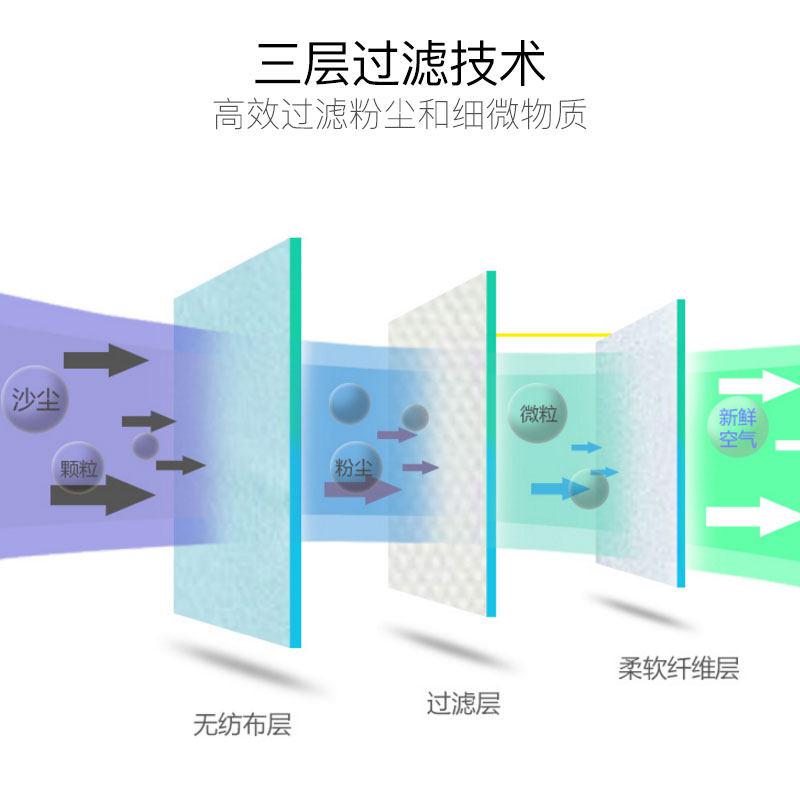 三层过滤技术
高效过滤粉尘和细微物质
沙尘
颗粒
粉尘
微粒
新鲜
空气
无纺布层
过滤层
柔软纤维层